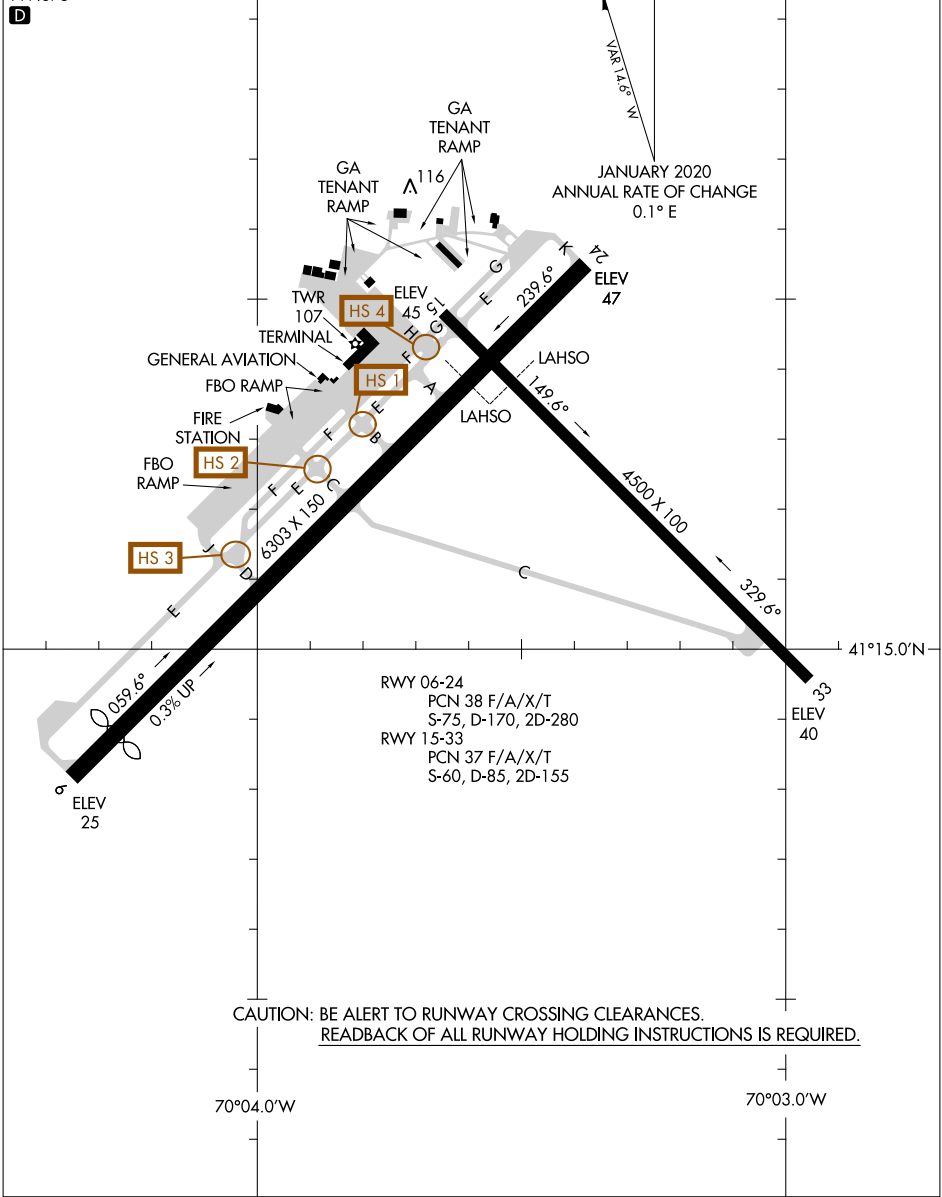 D
VAR 14.6° W
JANUARY 2020
ANNUAL RATE OF CHANGE
0.1° E
GA
TENANT
RAMP
GA
TENANT
RAMP
116
K
24
ELEV
47
G
E
239.6°
TWR
107
ELEV
45
15
HS 4
H
G
F
TERMINAL
GENERAL AVIATION
FBO RAMP
HS 1
A
LAHSO
LAHSO
149.6°
FIRE
STATION
E
F
B
HS 2
FBO
RAMP
F
E
C
6303 X 150
4500 X 100
HS 3
J
D
C
329.6°
E
41°15.0'N
059.6°
0.3% UP
33
ELEV
40
RWY 06-24
PCN 38 F/A/X/T
S-75, D-170, 2D-280
RWY 15-33
PCN 37 F/A/X/T
S-60, D-85, 2D-155
6
ELEV
25
CAUTION: BE ALERT TO RUNWAY CROSSING CLEARANCES.
READBACK OF ALL RUNWAY HOLDING INSTRUCTIONS IS REQUIRED.
70°04.0'W
70°03.0'W